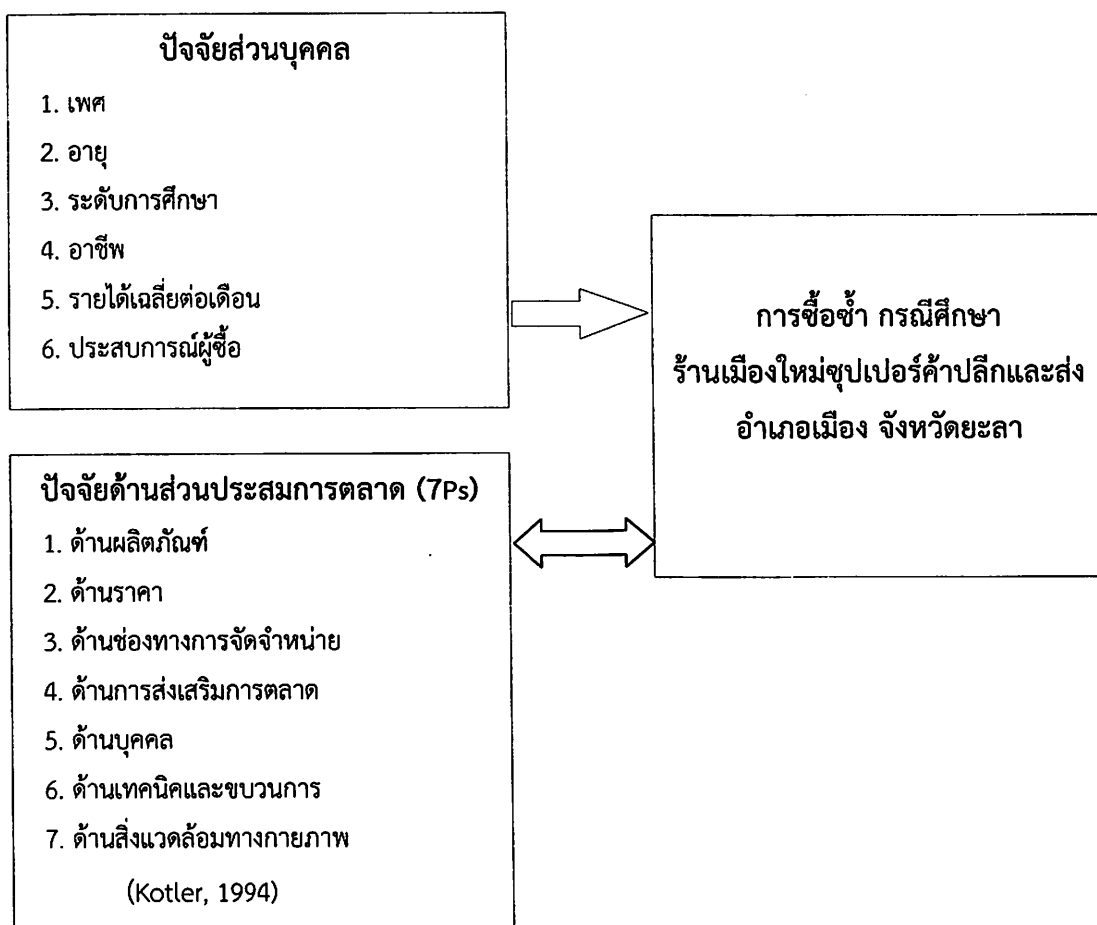 ปัจจัยส่วนบุคคล
1. เพศ
2. อายุ
3. ระดับการศึกษา
4. อาชีพ
5. รายได้เฉลี่ยต่อเดือน
6. ประสบการณ์ผู้ซื้อ
การซื้อซ้ำ กรณีศึกษา
ร้านเมืองใหม่ซุปเปอร์ค้าปลีกและส่ง
อำเภอเมือง จังหวัดยะลา
ปัจจัยด้านส่วนประสมการตลาด (7Ps)
1. ด้านผลิตภัณฑ์
2. ด้านราคา
3. ด้านช่องทางการจัดจำหน่าย
4. ด้านการส่งเสริมการตลาด
5. ด้านบุคคล
6. ด้านเทคนิคและขบวนการ
7. ด้านสิ่งแวดล้อมทางกายภาพ
(Kotler, 1994)